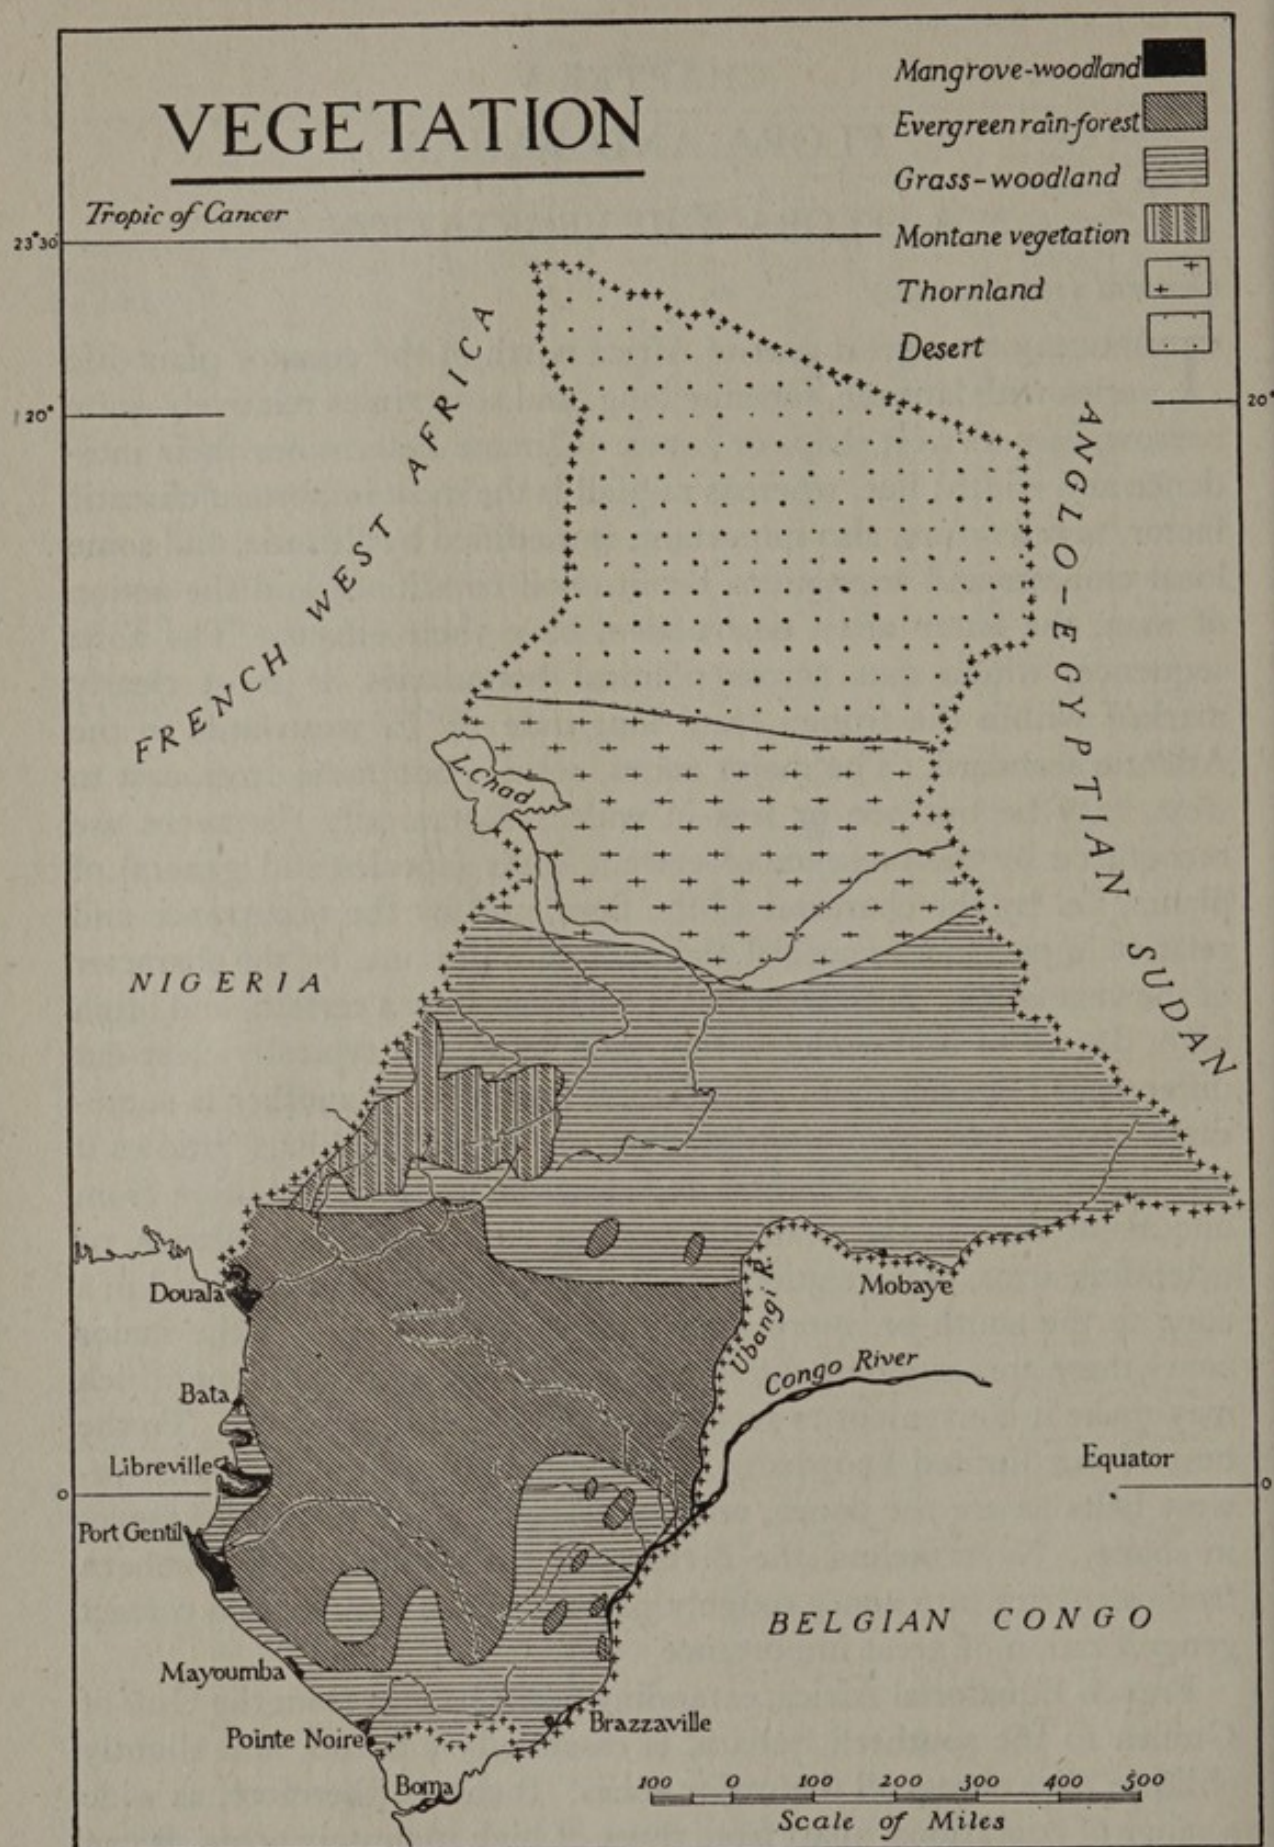 VEGETATION
Mangrove-woodland
Evergreen rain-forest
Grass-woodland
Montane vegetation
Thornland
Desert
Tropic of Cancer
23°30'
20°
20°
FRENCH WEST AFRICA
ANGLO-EGYPTIAN SUDAN
L. Chad
NIGERIA
Douala
Mobaye
Ubangi R.
Congo River
Bata
Libreville
Equator
0
0
Port Gentil
BELGIAN CONGO
Mayoumba
Pointe Noire
Brazzaville
Boma
100 0 100 200 300 400 500
Scale of Miles